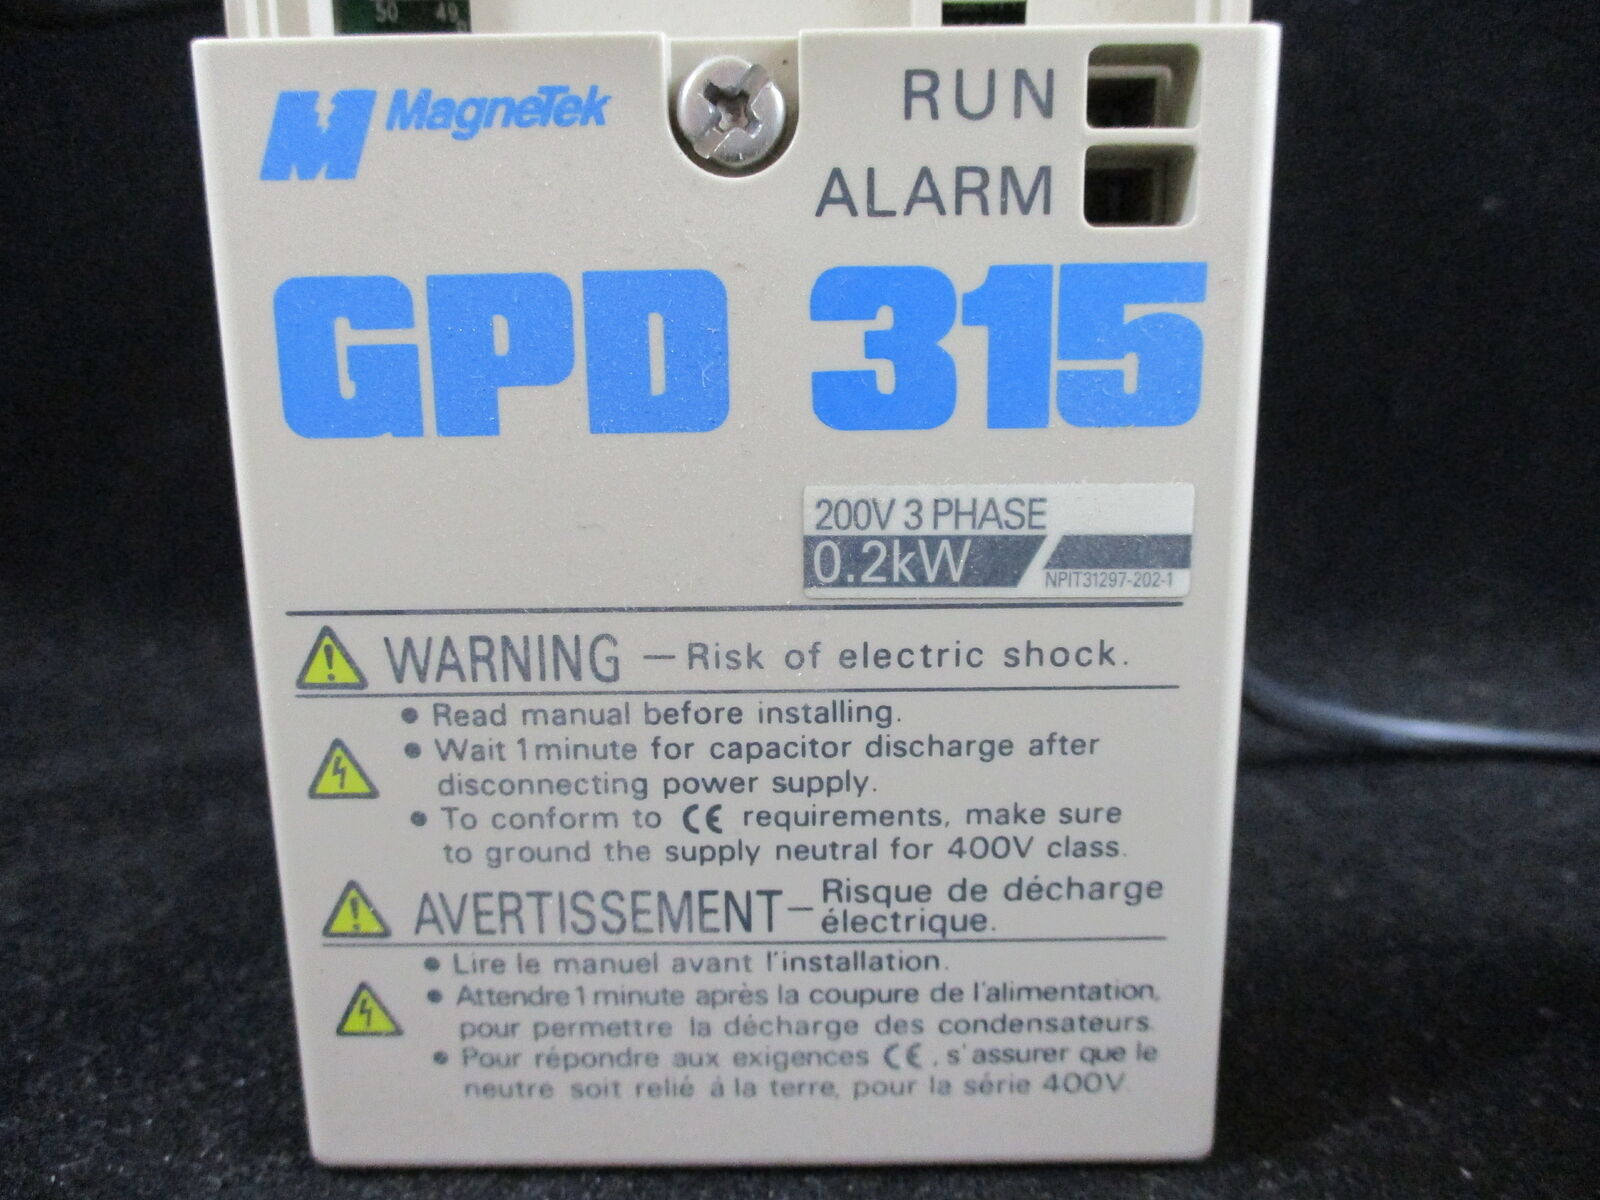 50 49
MagneTek
RUN
ALARM
GPD 315
200V 3 PHASE
0.2kW
NPIT31297-202-1
WARNING — Risk of electric shock.
● Read manual before installing.
● Wait 1 minute for capacitor discharge after
disconnecting power supply.
● To conform to CE requirements, make sure
to ground the supply neutral for 400V class.
AVERTISSEMENT — Risque de décharge
électrique.
● Lire le manuel avant l'installation.
● Attendre 1 minute après la coupure de l'alimentation,
pour permettre la décharge des condensateurs.
● Pour répondre aux exigences CE, s'assurer que le
neutre soit relié á la terre, pour la série 400V.